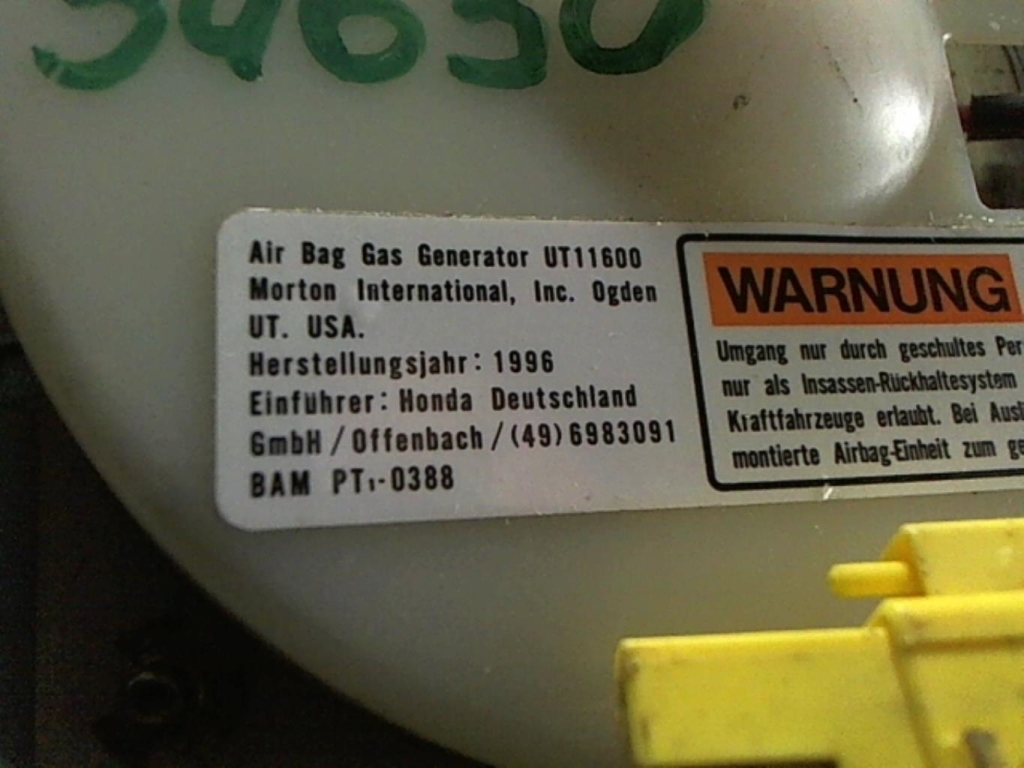 34630
Air Bag Gas Generator UT11600
Morton International, Inc. Ogden
UT. USA.
Herstellungsjahr: 1996
Einführer: Honda Deutschland
GmbH / Offenbach / (49) 6983091
BAM PT₁-0388
WARNUNG
Umgang nur durch geschultes
nur als Insassen-Rückhaltesystem
Kraftfahrzeuge erlaubt. Bei
montierte Airbag-Einheit zum